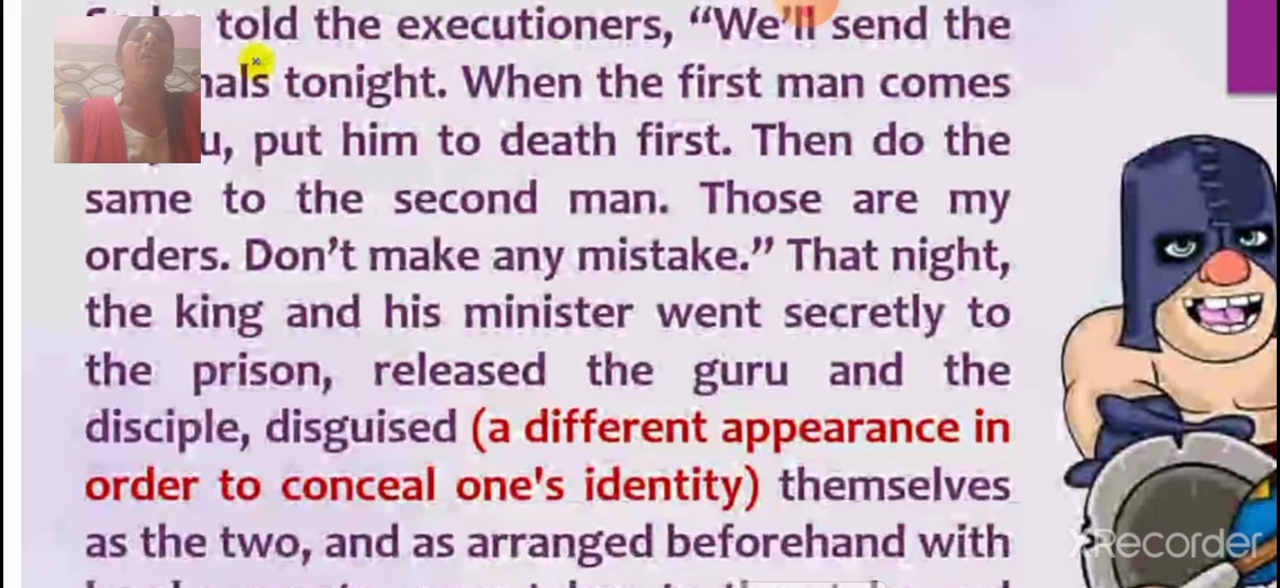 told the executioners, “We'll send the
tonight. When the first man comes
put him to death first. Then do the
same to the second man. Those are my
orders. Don’t make any mistake.” That night,
the king and his minister went secretly to
the prison, released the guru and the
disciple, disguised (a different appearance in
order to conceal one's identity) themselves
as the two, and as arranged beforehand with
XRecorder